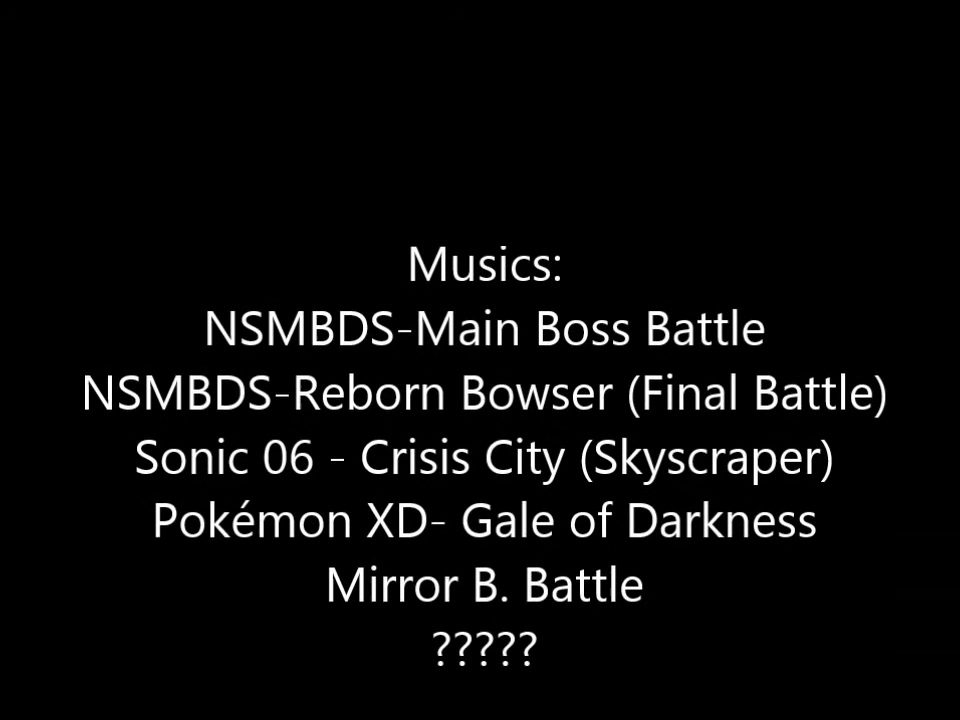 Musics:
NSMBDS-Main Boss Battle
NSMBDS-Reborn Bowser (Final Battle)
Sonic 06 - Crisis City (Skyscraper)
Pokémon XD- Gale of Darkness
Mirror B. Battle
?????